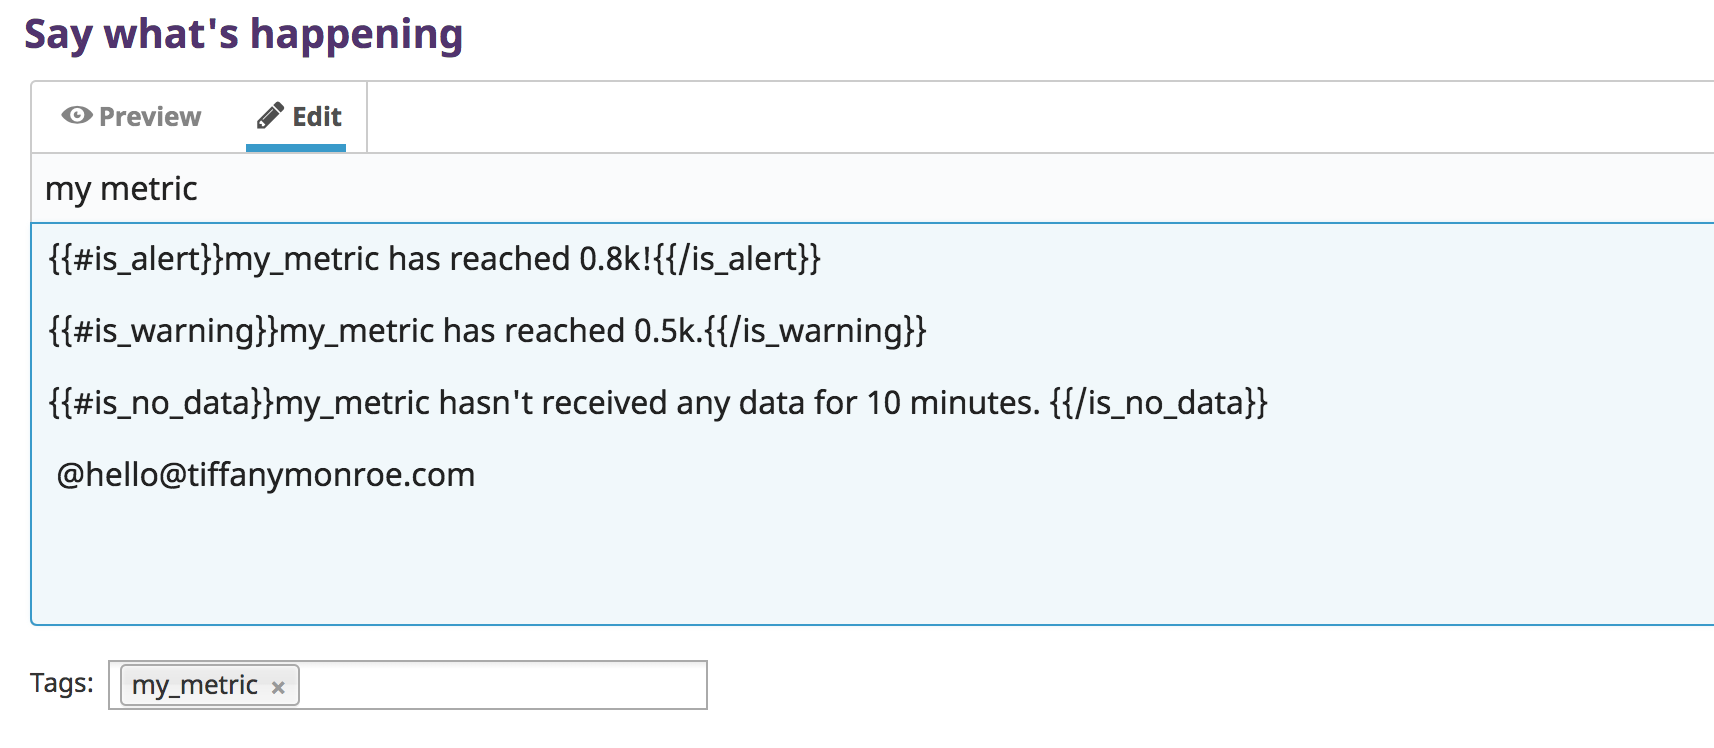 Say what's happening
Preview Edit
my metric
{{#is_alert}}my_metric has reached 0.8k!{{/is_alert}}
{{#is_warning}}my_metric has reached 0.5k.{{/is_warning}}
{{#is_no_data}}my_metric hasn't received any data for 10 minutes. {{/is_no_data}}
@hello@tiffanymonroe.com
Tags: my_metric ×